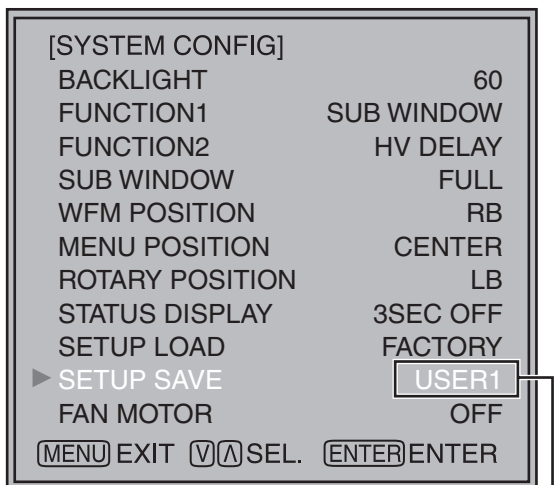 [SYSTEM CONFIG]
BACKLIGHT 60
FUNCTION1 SUB WINDOW
FUNCTION2 HV DELAY
SUB WINDOW FULL
WFM POSITION RB
MENU POSITION CENTER
ROTARY POSITION LB
STATUS DISPLAY 3SEC OFF
SETUP LOAD FACTORY
▶ SETUP SAVE USER1
FAN MOTOR OFF
MENU EXIT V Λ SEL. ENTER ENTER